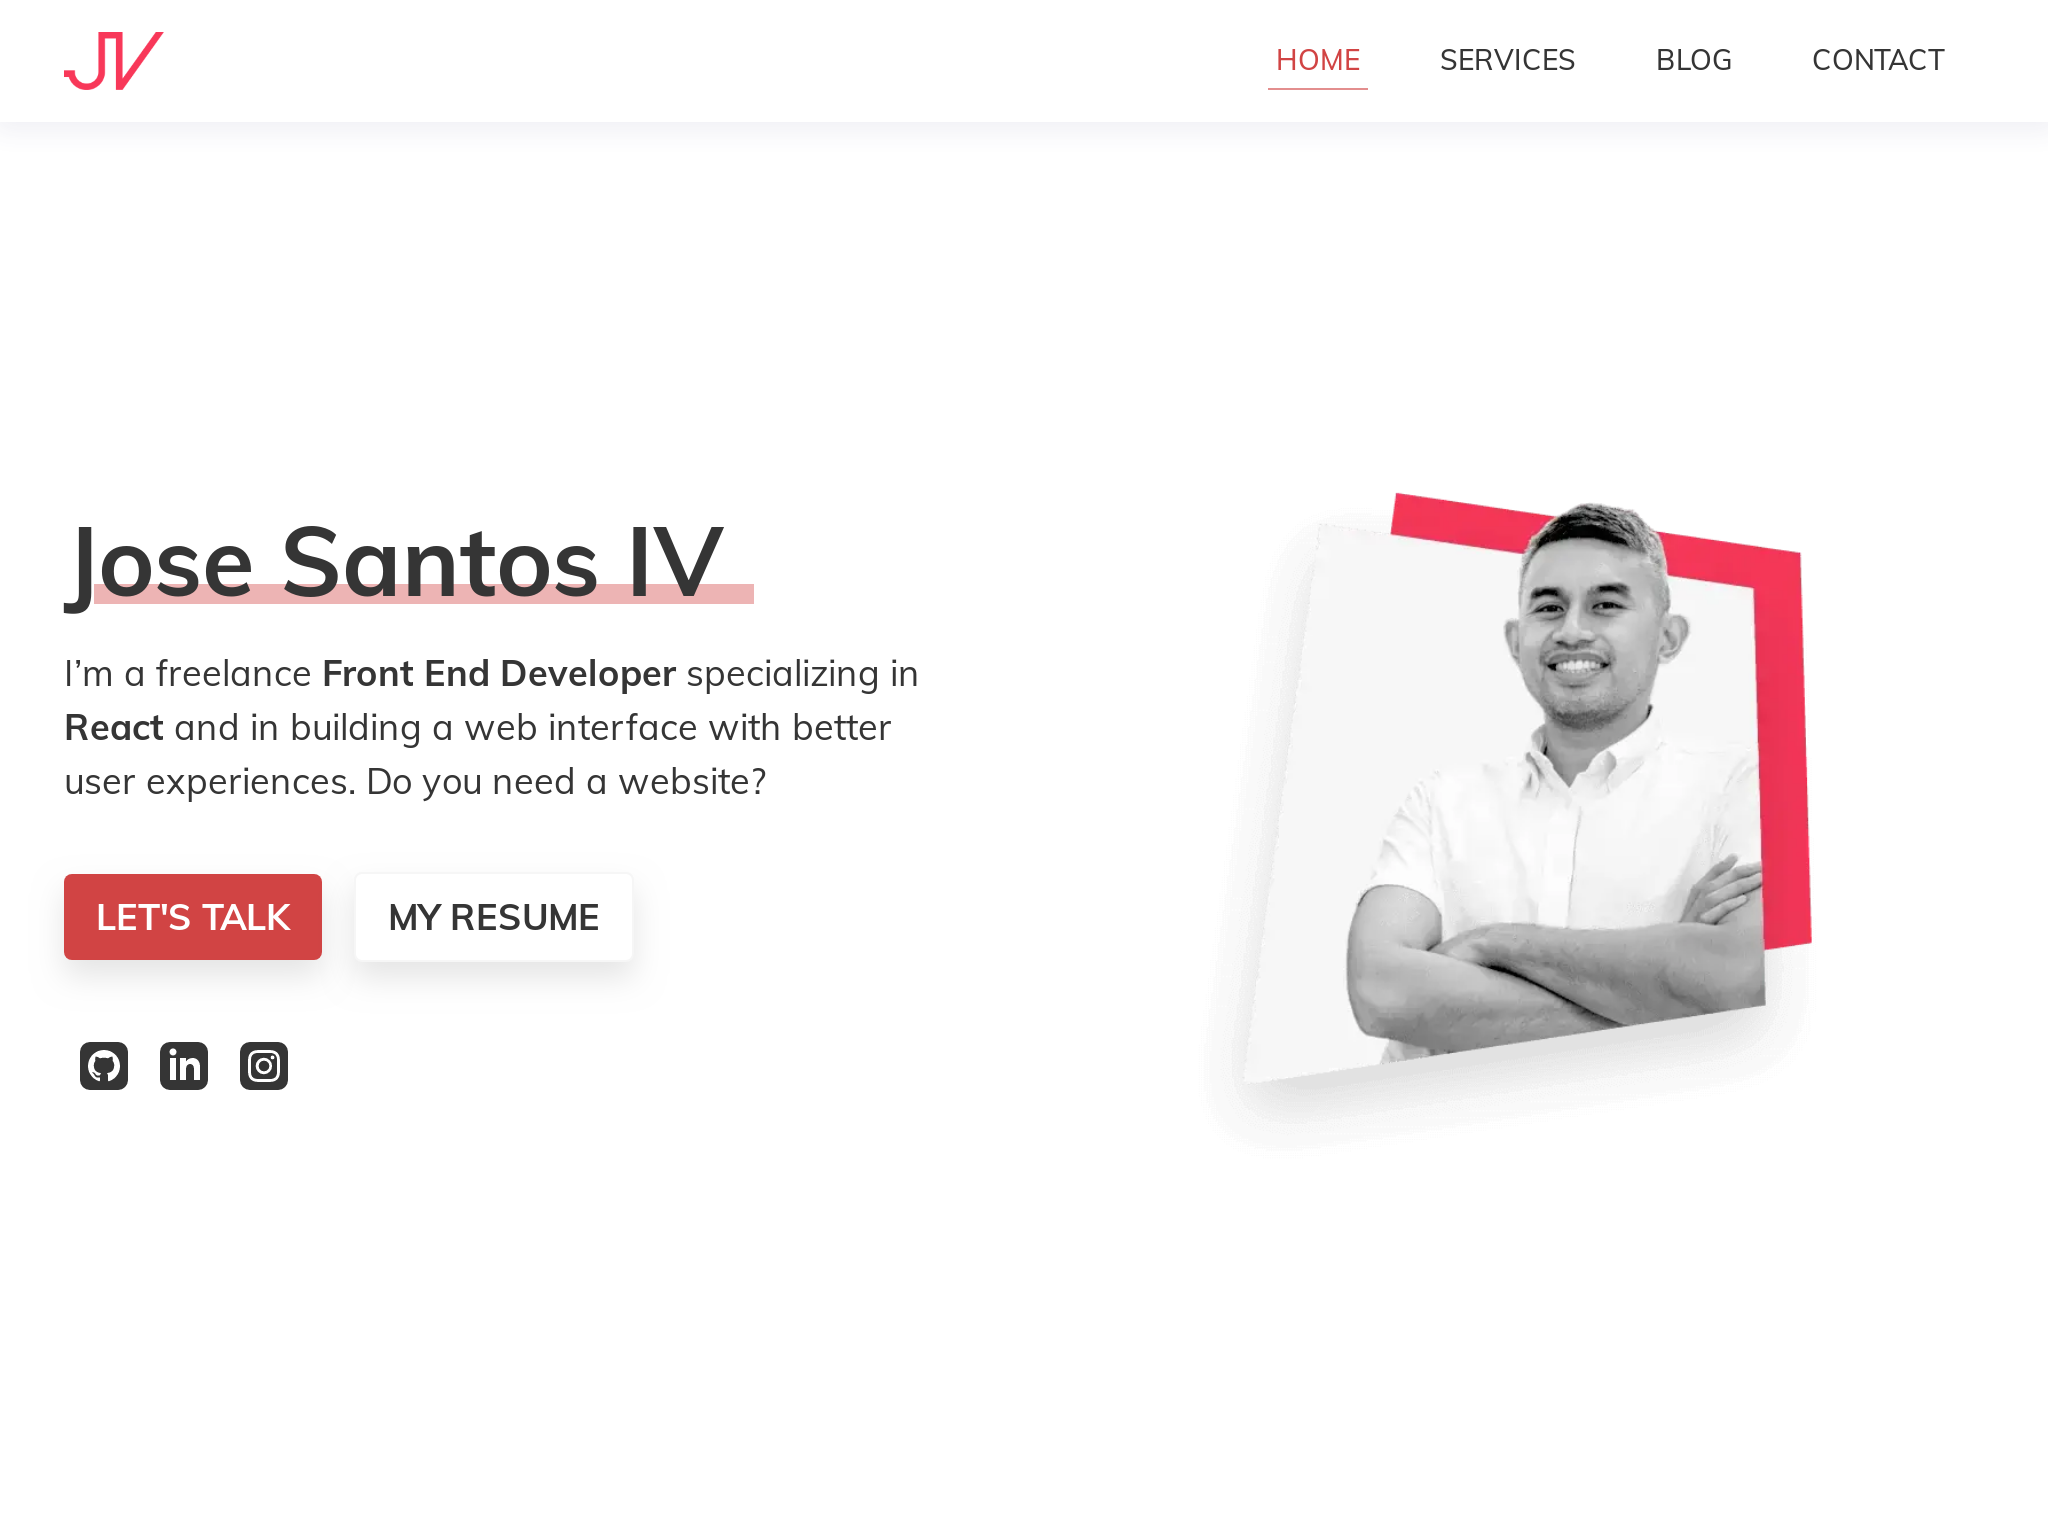 JV
HOME SERVICES BLOG CONTACT
Jose Santos IV
I’m a freelance Front End Developer specializing in
React and in building a web interface with better
user experiences. Do you need a website?
LET'S TALK MY RESUME
in